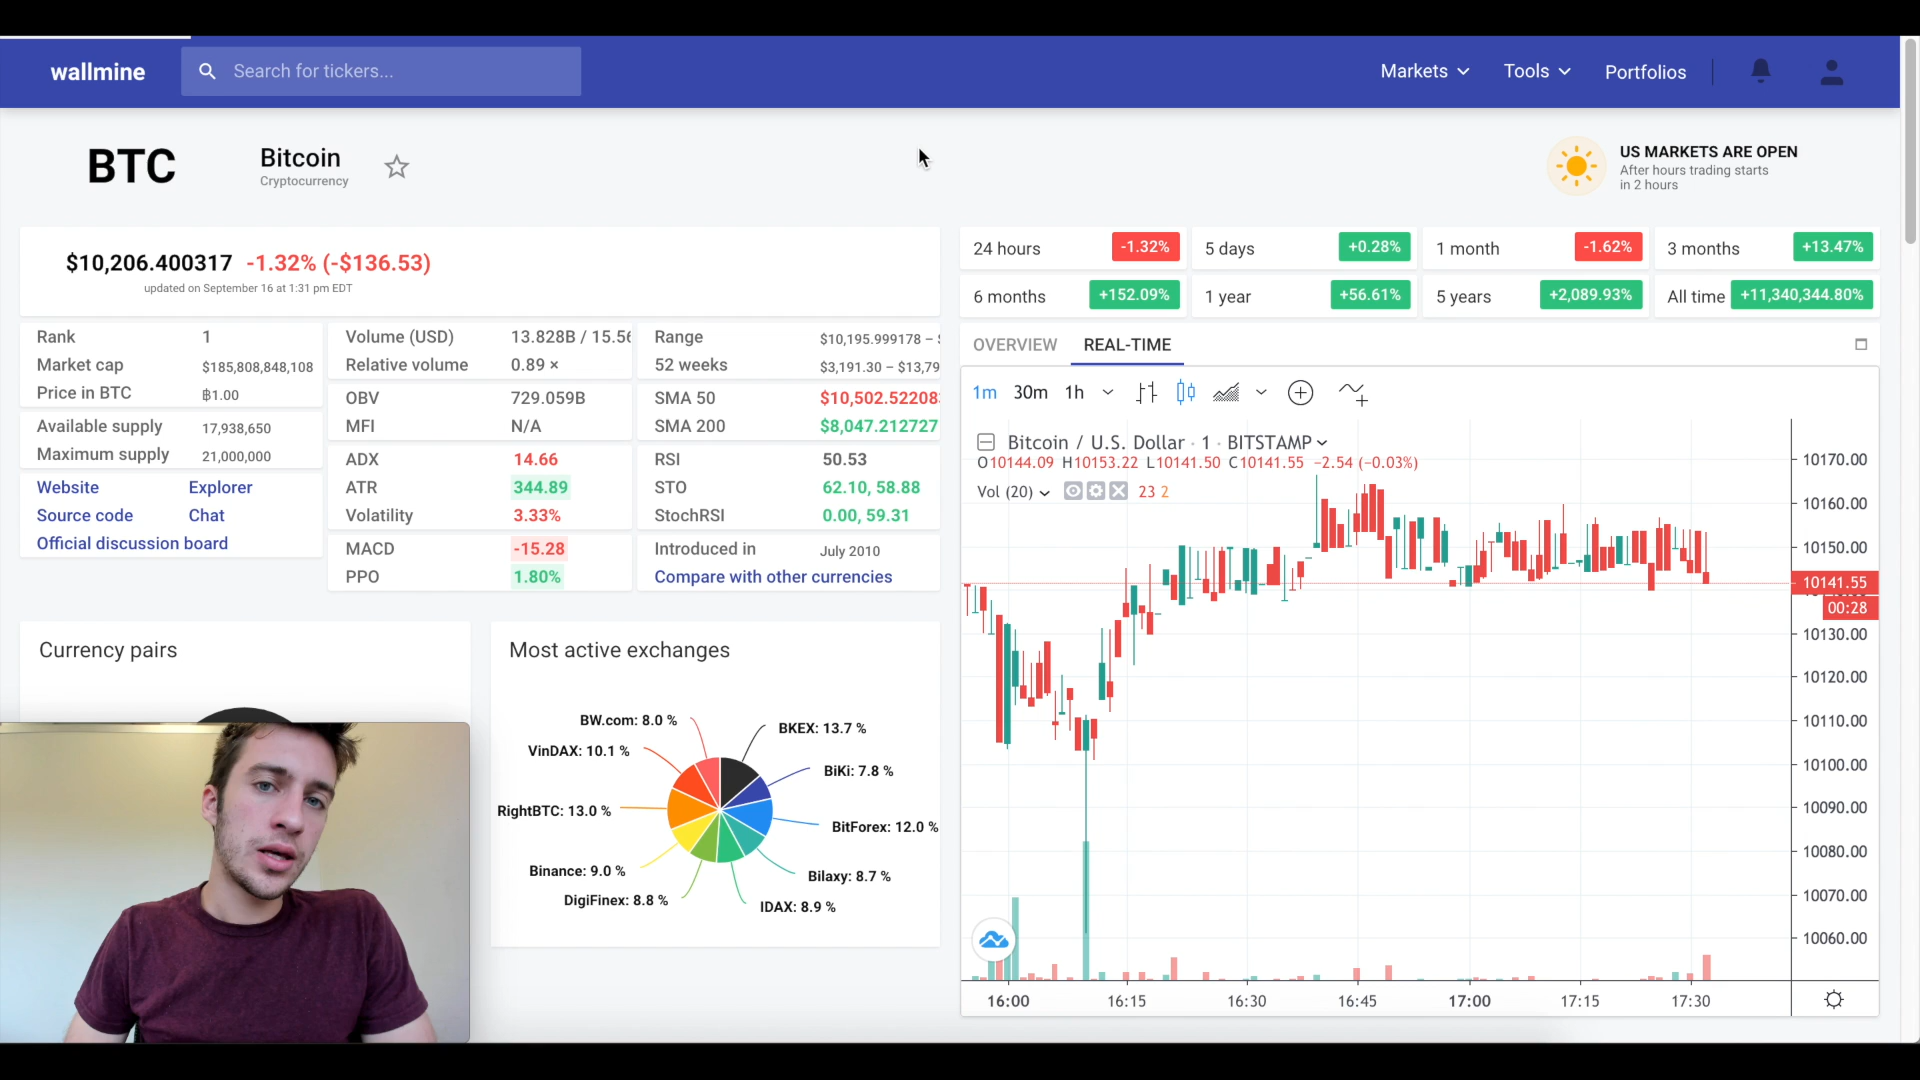 wallmine
Search for tickers...
Markets
Tools
Portfolios
BTC
Bitcoin
Cryptocurrency
US MARKETS ARE OPEN
After hours trading starts
in 2 hours
$10,206.400317 -1.32% (-$136.53)
updated on September 16 at 1:31 pm EDT
24 hours -1.32%
5 days +0.28%
1 month -1.62%
3 months +13.47%
6 months +152.09%
1 year +56.61%
5 years +2,089.93%
All time +11,340,344.80%
Rank 1
Market cap $185,808,848,108
Price in BTC ฿1.00
Available supply 17,938,650
Maximum supply 21,000,000
Website Explorer
Source code Chat
Official discussion board
Volume (USD) 13.828B / 15.56
Relative volume 0.89 ×
OBV 729.059B
MFI N/A
ADX 14.66
ATR 344.89
Volatility 3.33%
MACD -15.28
PPO 1.80%
Range $10,195.999178 –
52 weeks $3,191.30 – $13,79
SMA 50 $10,502.52208
SMA 200 $8,047.212727
RSI 50.53
STO 62.10, 58.88
StochRSI 0.00, 59.31
Introduced in July 2010
Compare with other currencies
OVERVIEW REAL-TIME
1m 30m 1h
Bitcoin / U.S. Dollar · 1 · BITSTAMP
O10144.09 H10153.22 L10141.50 C10141.55 −2.54 (−0.03%)
Vol (20) 23 2
10170.00
10160.00
10150.00
10141.55
00:28
10130.00
10120.00
10110.00
10100.00
10090.00
10080.00
10070.00
10060.00
16:00 16:15 16:30 16:45 17:00 17:15 17:30
Currency pairs
Most active exchanges
BW.com: 8.0 %
BKEX: 13.7 %
VinDAX: 10.1 %
BiKi: 7.8 %
RightBTC: 13.0 %
BitForex: 12.0 %
Binance: 9.0 %
Bilaxy: 8.7 %
DigiFinex: 8.8 %
IDAX: 8.9 %